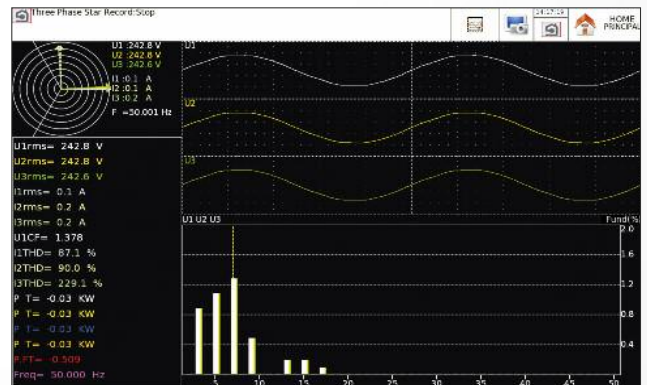 Three Phase Star Record:Stop
14:17:19
HOME
PRINCIPAL
U1 :242.8 V
U2 :242.8 V
U3 :242.6 V
I1 :0.1 A
I2 :0.1 A
I3 :0.2 A
F =50.001 Hz
U1
U2
U3
U1rms= 242.8 V
U2rms= 242.8 V
U3rms= 242.6 V
I1rms= 0.1 A
I2rms= 0.2 A
I3rms= 0.2 A
U1CF= 1.378
I1THD= 87.1 %
I2THD= 90.0 %
I3THD= 229.1 %
P T= -0.03 KW
P T= -0.03 KW
P T= -0.03 KW
P T= -0.03 KW
P.FT= -0.509
Freq= 50.000 Hz
U1 U2 U3
Fund(%)
2.0
1.6
1.2
0.8
0.4
5 10 15 20 25 30 35 40 45 50